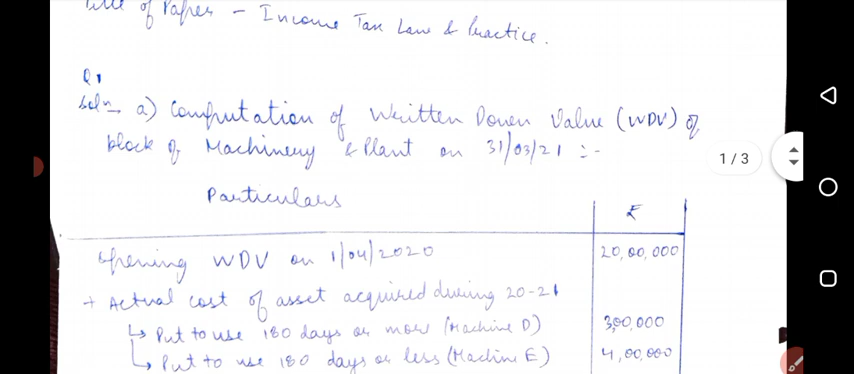 Title of Paper – Income Tax Law & Practice.
Q1
Soln → a) Computation of Written Down Value (WDV) of
block of Machinery & Plant on 31/03/21 :-
1 / 3
Particulars
₹
Opening WDV on 1/04/2020 20,00,000
+ Actual cost of asset acquired during 20-21
↳ Put to use 180 days or more (Machine D) 3,00,000
↳ Put to use 180 days or less (Machine E) 4,00,000